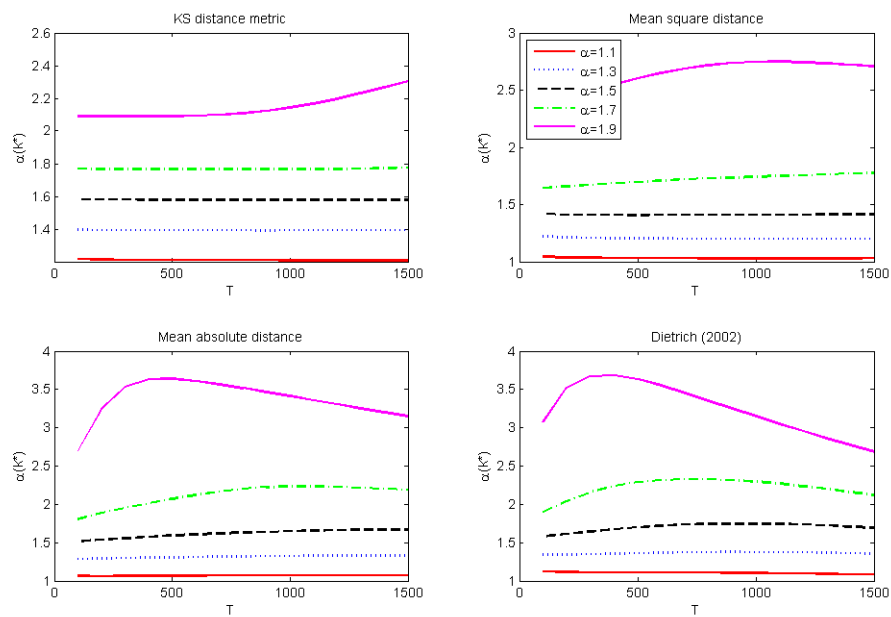 KS distance metric
2.6
2.4
2.2
2
1.8
1.6
1.4
α(k*)
0
500
1000
1500
T
Mean square distance
3
2.5
2
1.5
1
α(k*)
α=1.1
α=1.3
α=1.5
α=1.7
α=1.9
0
500
1000
1500
T
Mean absolute distance
4
3.5
3
2.5
2
1.5
1
α(k*)
0
500
1000
1500
T
Dietrich (2002)
4
3.5
3
2.5
2
1.5
1
α(k*)
0
500
1000
1500
T